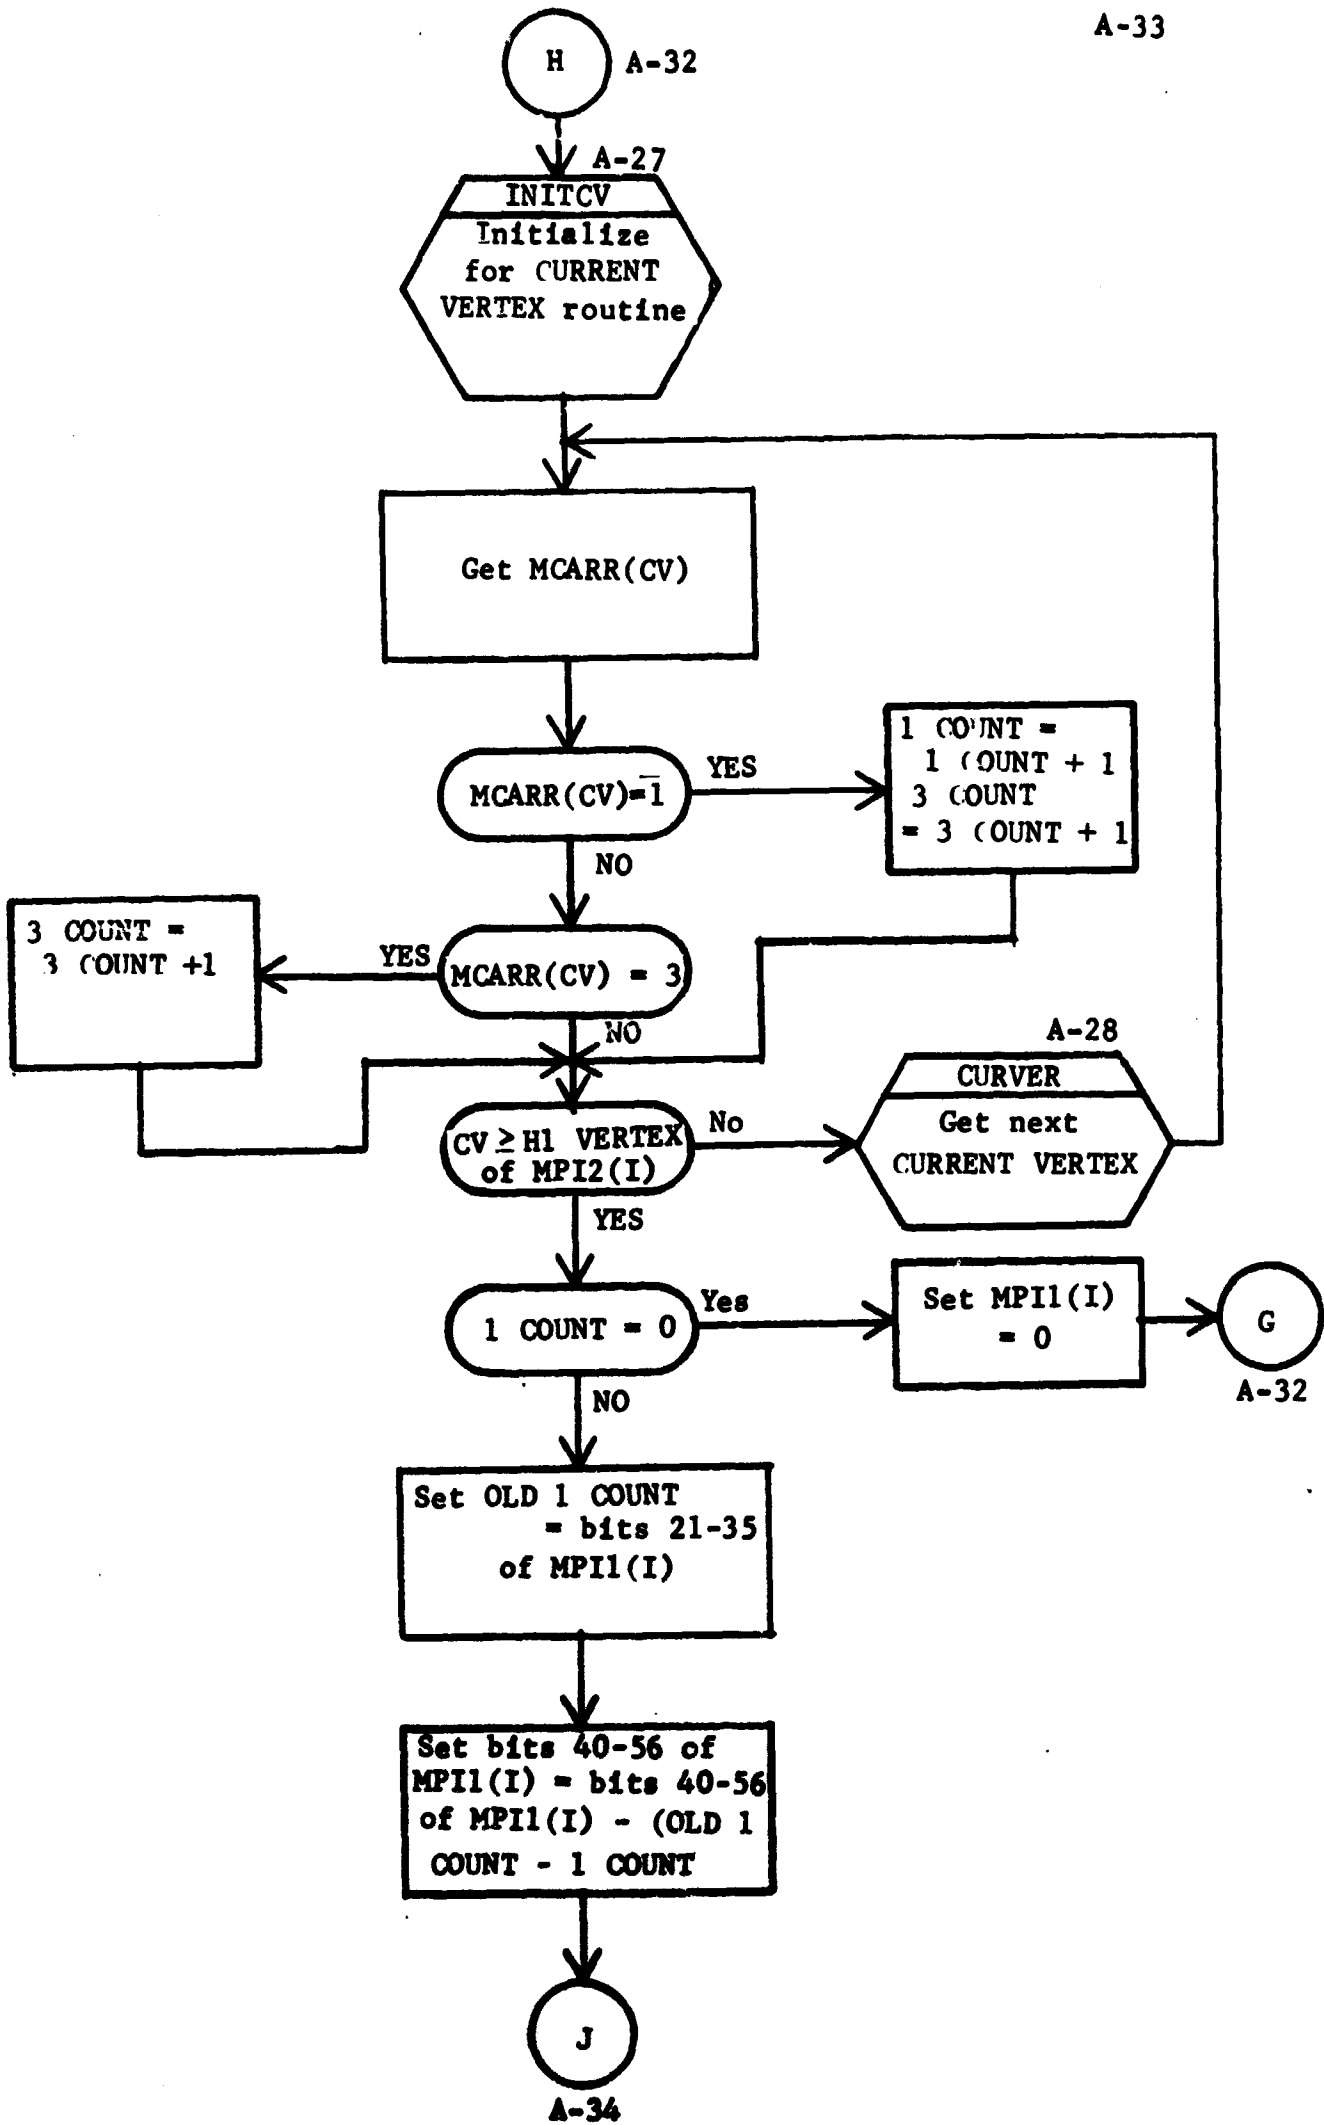 A-33
H
A-32
A-27
INITCV
Initialize
for CURRENT
VERTEX routine
Get MCARR(CV)
MCARR(CV)=1̅
YES
1 COUNT =
1 COUNT + 1
3 COUNT
= 3 COUNT + 1
NO
MCARR(CV) = 3
YES
3 COUNT =
3 COUNT +1
NO
CV ≥ H1 VERTEX
of MPI2(I)
No
A-28
CURVER
Get next
CURRENT VERTEX
YES
1 COUNT = 0
Yes
Set MPI1(I)
= 0
G
A-32
NO
Set OLD 1 COUNT
= bits 21-35
of MPI1(I)
Set bits 40-56 of
MPI1(I) = bits 40-56
of MPI1(I) - (OLD 1
COUNT - 1 COUNT
J
A-34